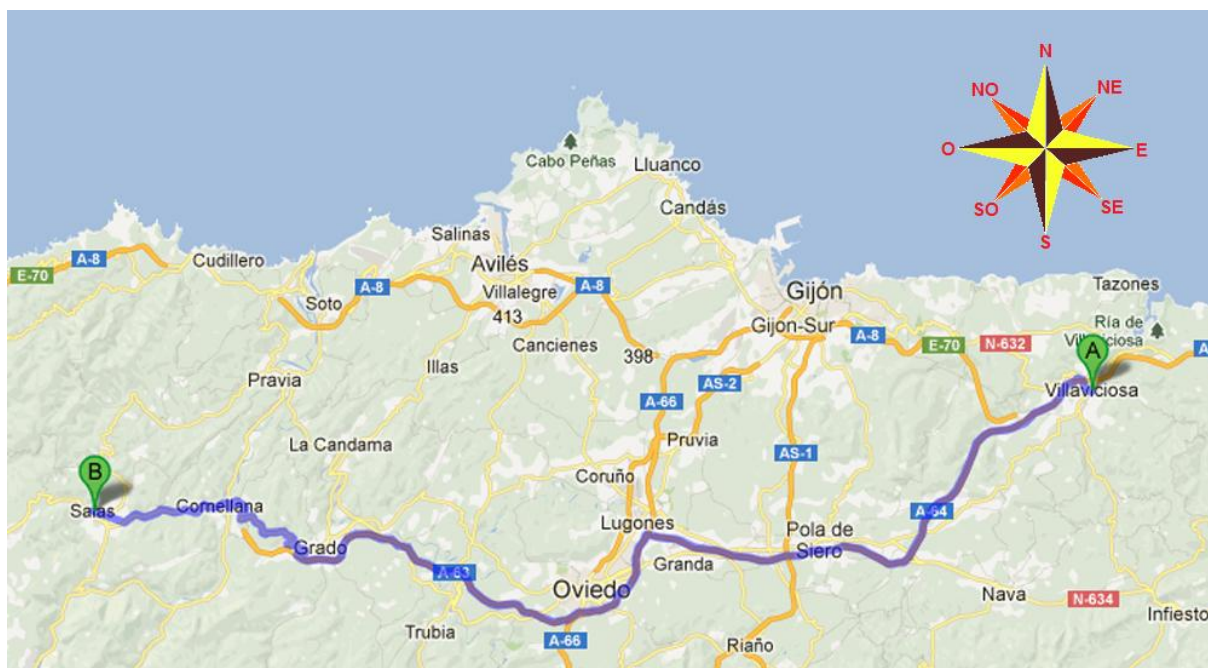 N
NO
NE
O
E
SO
SE
S
Cabo Peñas
Lluanco
Candás
Salinas
Cudillero
A-8
E-70
Avilés
Tazones
Soto
A-8
Villalegre
A-8
Gijón
413
Gijon-Sur
Ría de
Villaviciosa
A-8
N-632
E-70
Cancienes
398
A
A
Illas
Pravia
A-66
AS-2
Villaviciosa
La Candama
Pruvia
AS-1
B
Coruño
Salas
Cornellana
A-64
Lugones
Pola de
Siero
Grado
Granda
A-63
Oviedo
Nava
N-634
Infiesto
Trubia
A-66
Riaño